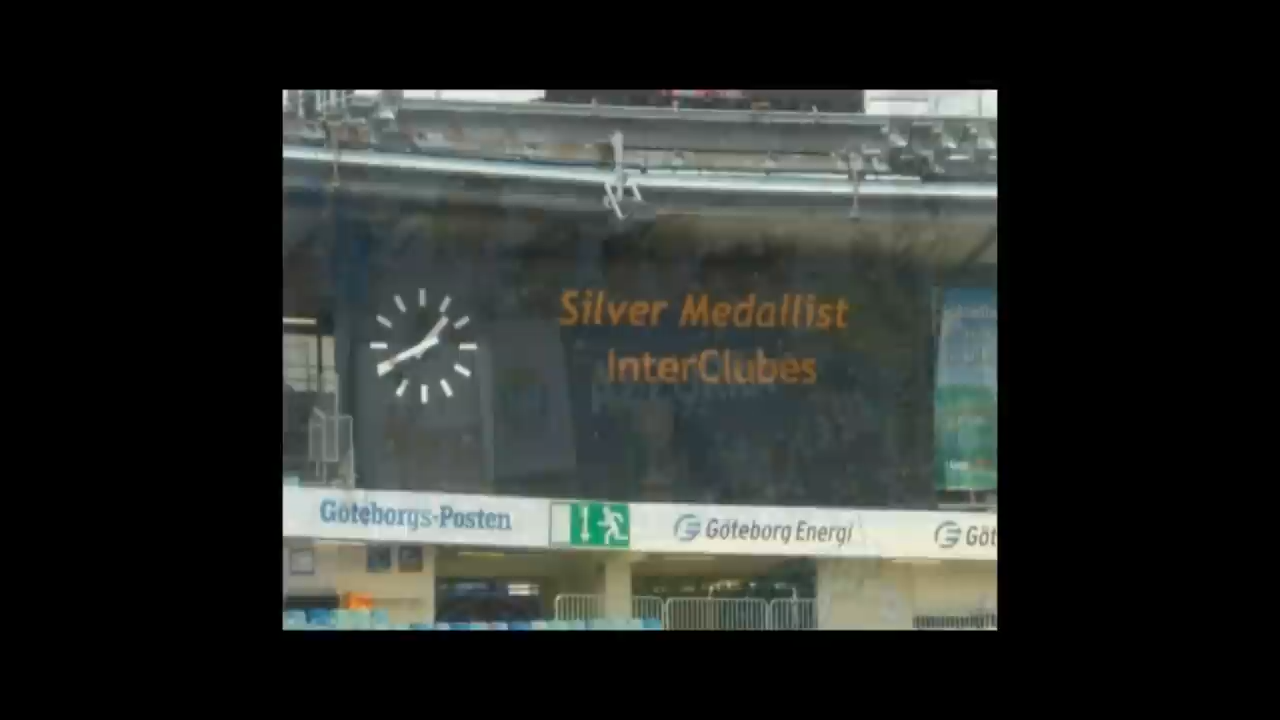 Silver Medallist
InterClubes
Göteborgs-Posten
Göteborg Energi
Göt